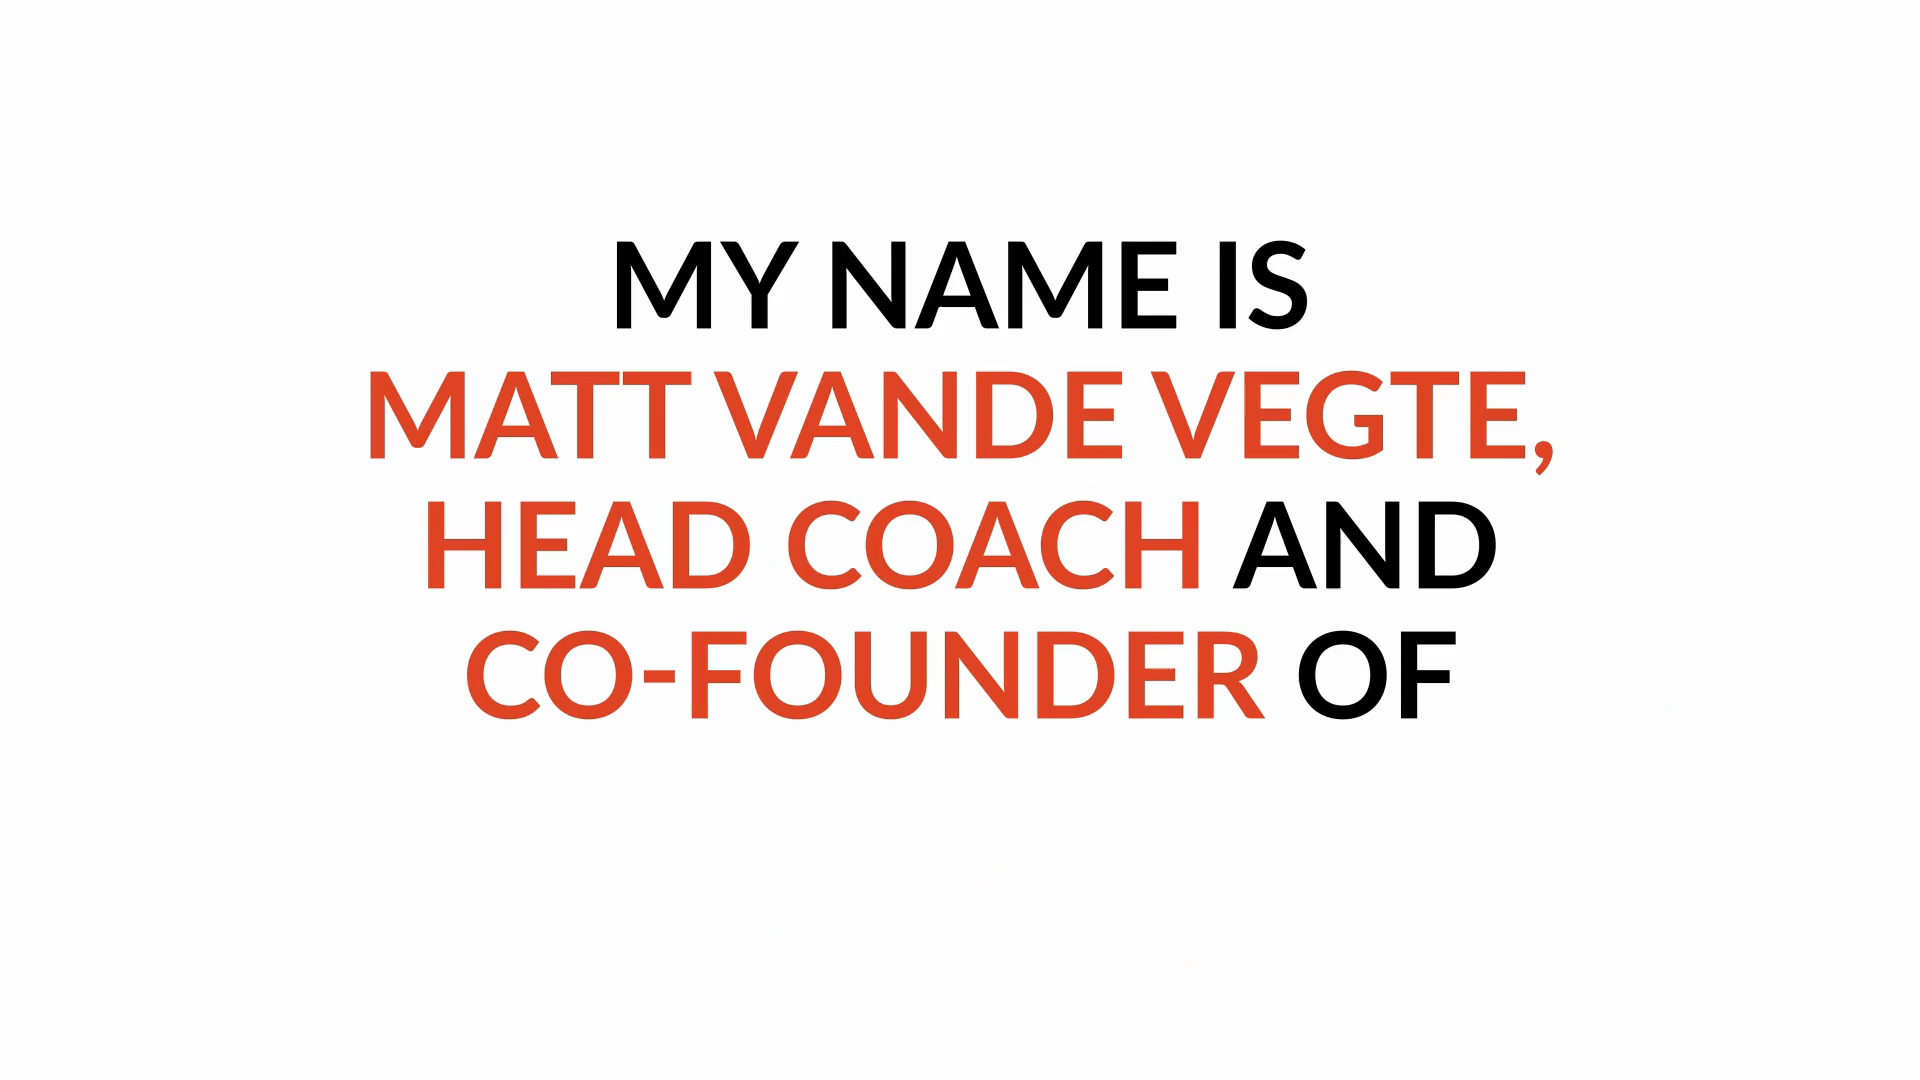 MY NAME IS
MATT VANDE VEGTE,
HEAD COACH AND
CO-FOUNDER OF